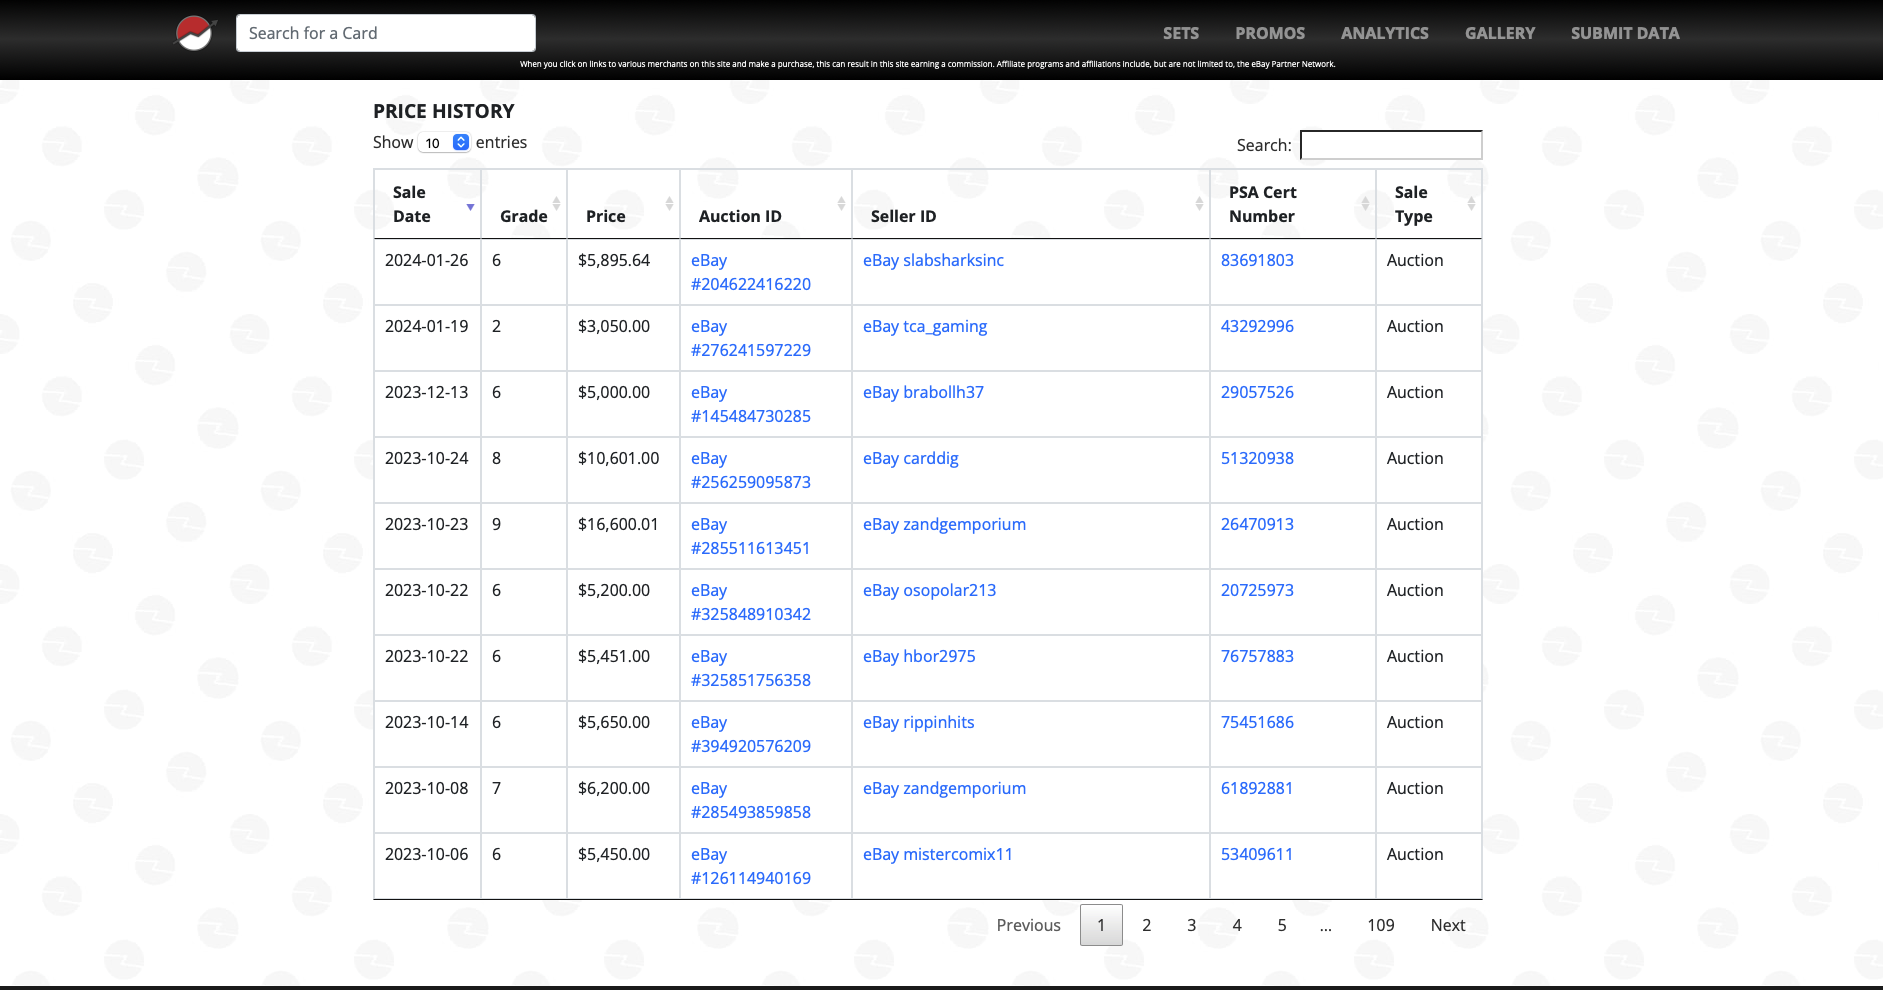 Search for a Card
SETS PROMOS ANALYTICS GALLERY SUBMIT DATA
When you click on links to various merchants on this site and make a purchase, this can result in this site earning a commission. Affiliate programs and affiliations include, but are not limited to, the eBay Partner Network.
PRICE HISTORY
Show 10 entries
Search:
Sale Date Grade Price Auction ID Seller ID PSA Cert Number Sale Type
2024-01-26 6 $5,895.64 eBay #204622416220 eBay slabsharksinc 83691803 Auction
2024-01-19 2 $3,050.00 eBay #276241597229 eBay tca_gaming 43292996 Auction
2023-12-13 6 $5,000.00 eBay #145484730285 eBay brabollh37 29057526 Auction
2023-10-24 8 $10,601.00 eBay #256259095873 eBay carddig 51320938 Auction
2023-10-23 9 $16,600.01 eBay #285511613451 eBay zandgemporium 26470913 Auction
2023-10-22 6 $5,200.00 eBay #325848910342 eBay osopolar213 20725973 Auction
2023-10-22 6 $5,451.00 eBay #325851756358 eBay hbor2975 76757883 Auction
2023-10-14 6 $5,650.00 eBay #394920576209 eBay rippinhits 75451686 Auction
2023-10-08 7 $6,200.00 eBay #285493859858 eBay zandgemporium 61892881 Auction
2023-10-06 6 $5,450.00 eBay #126114940169 eBay mistercomix11 53409611 Auction
Previous 1 2 3 4 5 ... 109 Next